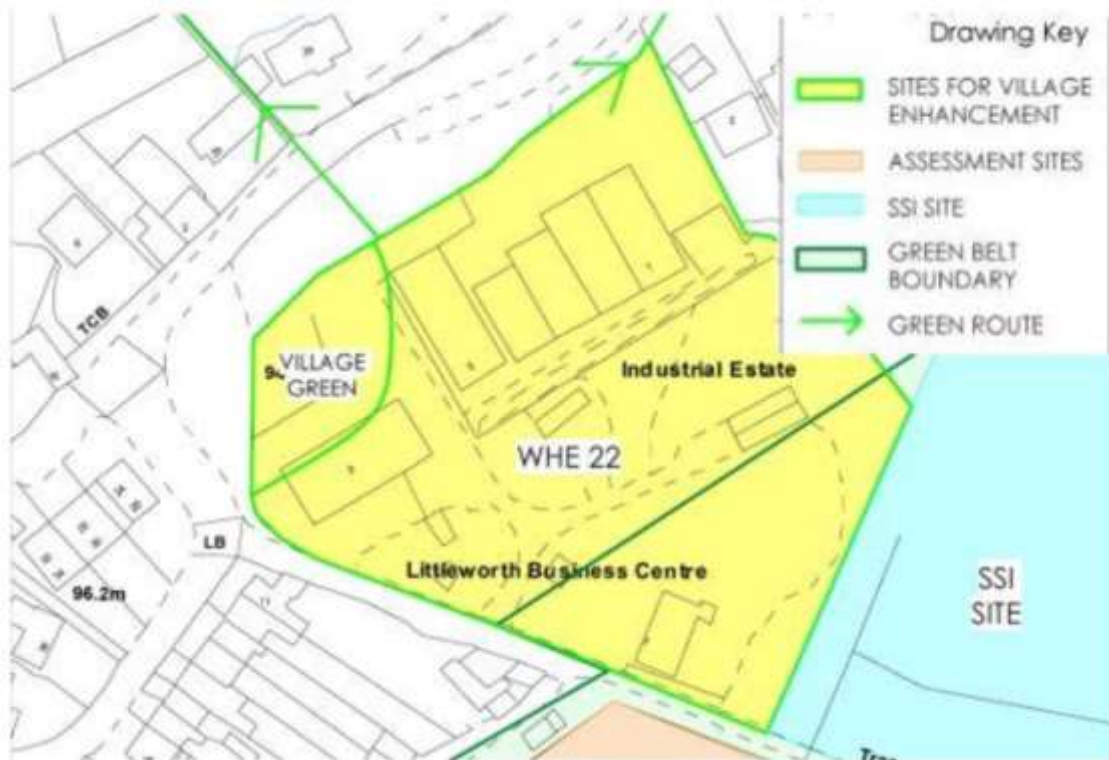 Drawing Key
SITES FOR VILLAGE
ENHANCEMENT
ASSESSMENT SITES
SSI SITE
GREEN BELT
BOUNDARY
GREEN ROUTE
TCB
VILLAGE
GREEN
Industrial Estate
WHE 22
LB
Littleworth Business Centre
96.2m
SSI
SITE